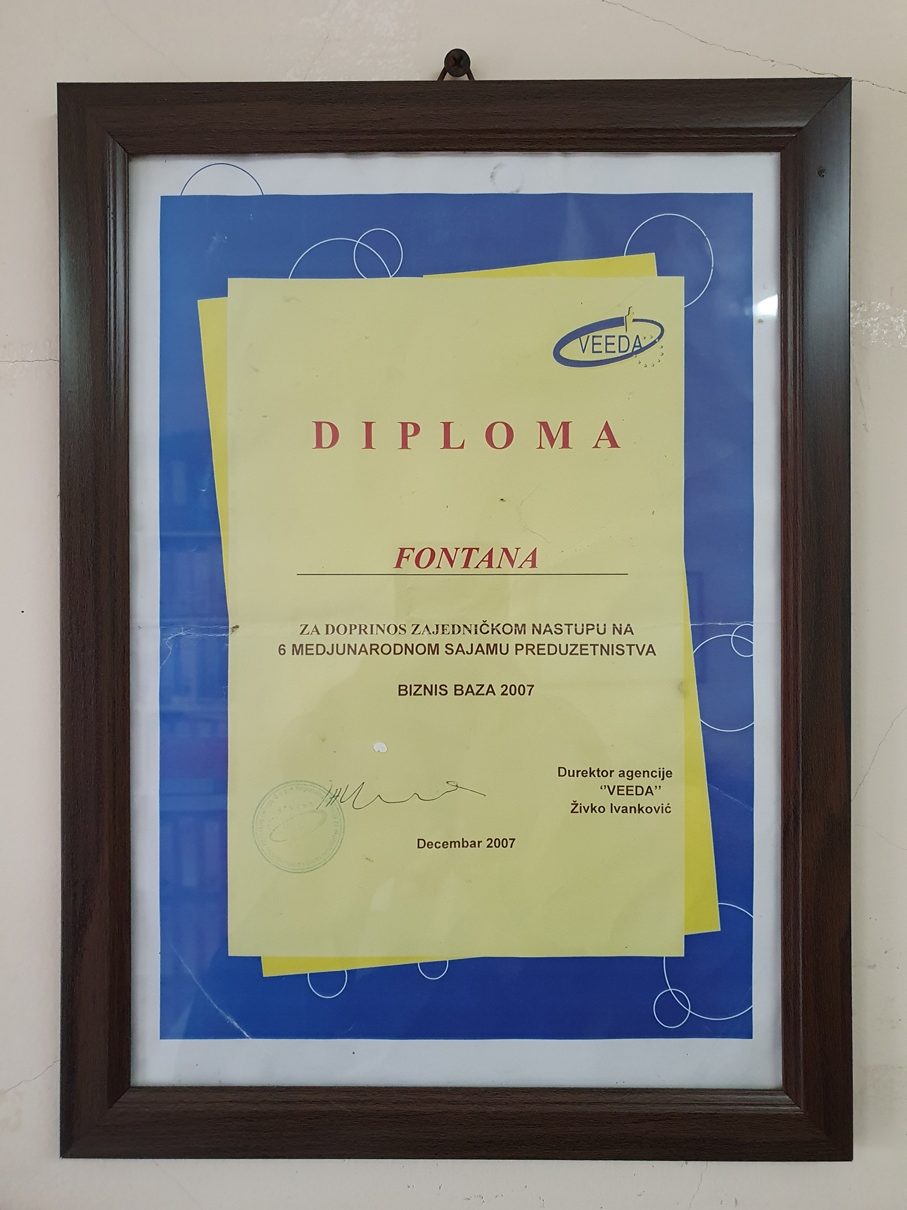 VEEDA
DIPLOMA
FONTANA
ZA DOPRINOS ZAJEDNIČKOM NASTUPU NA
6 MEDJUNARODNOM SAJAMU PREDUZETNISTVA
BIZNIS BAZA 2007
Durektor agencije
‘’VEEDA’’
Živko Ivanković
Decembar 2007